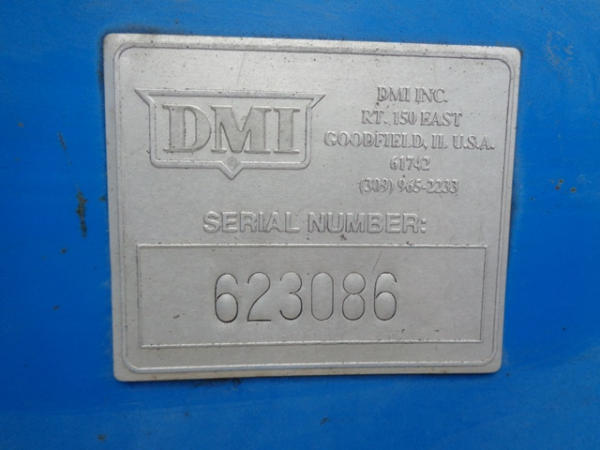 DMI
DMI INC.
RT. 150 EAST
GOODFIELD, IL U.S.A.
61742
(309) 965-2233
SERIAL NUMBER:
623086